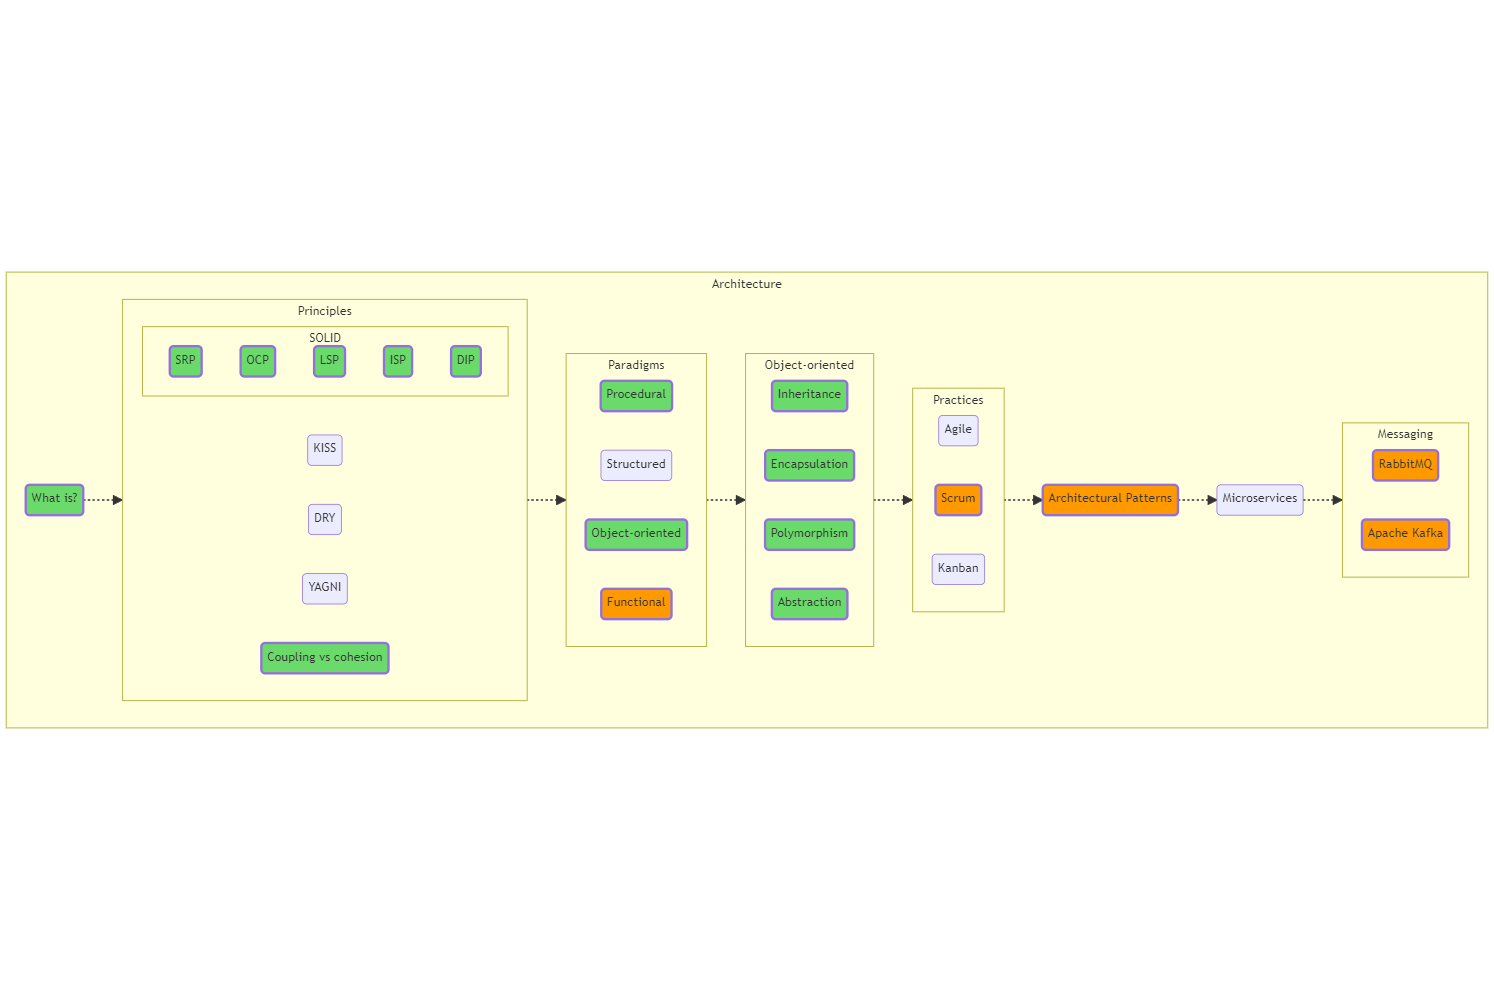 Architecture
Principles
SOLID
SRP
OCP
LSP
ISP
DIP
KISS
DRY
YAGNI
Coupling vs cohesion
What is?
Paradigms
Procedural
Structured
Object-oriented
Functional
Object-oriented
Inheritance
Encapsulation
Polymorphism
Abstraction
Practices
Agile
Scrum
Kanban
Architectural Patterns
Microservices
Messaging
RabbitMQ
Apache Kafka